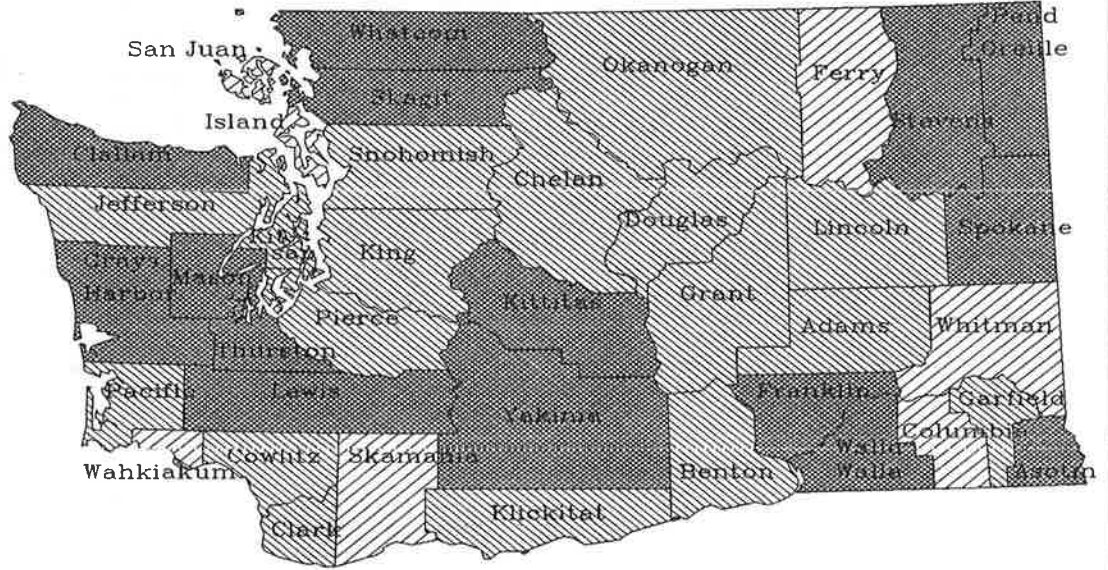 Whatcom
Pend
Oreille
San Juan
Okanogan
Ferry
Skagit
Island
Stevens
Clallam
Snohomish
Chelan
Jefferson
Douglas
Lincoln
Spokane
Kit
sap
King
Grays
Harbor
Mason
Kittitas
Grant
Pierce
Adams
Whitman
Thurston
Pacific
Lewis
Franklin
Garfield
Yakima
Columbia
Walla
Walla
Wahkiakum
Cowlitz
Skamania
Benton
Asotin
Klickitat
Clark